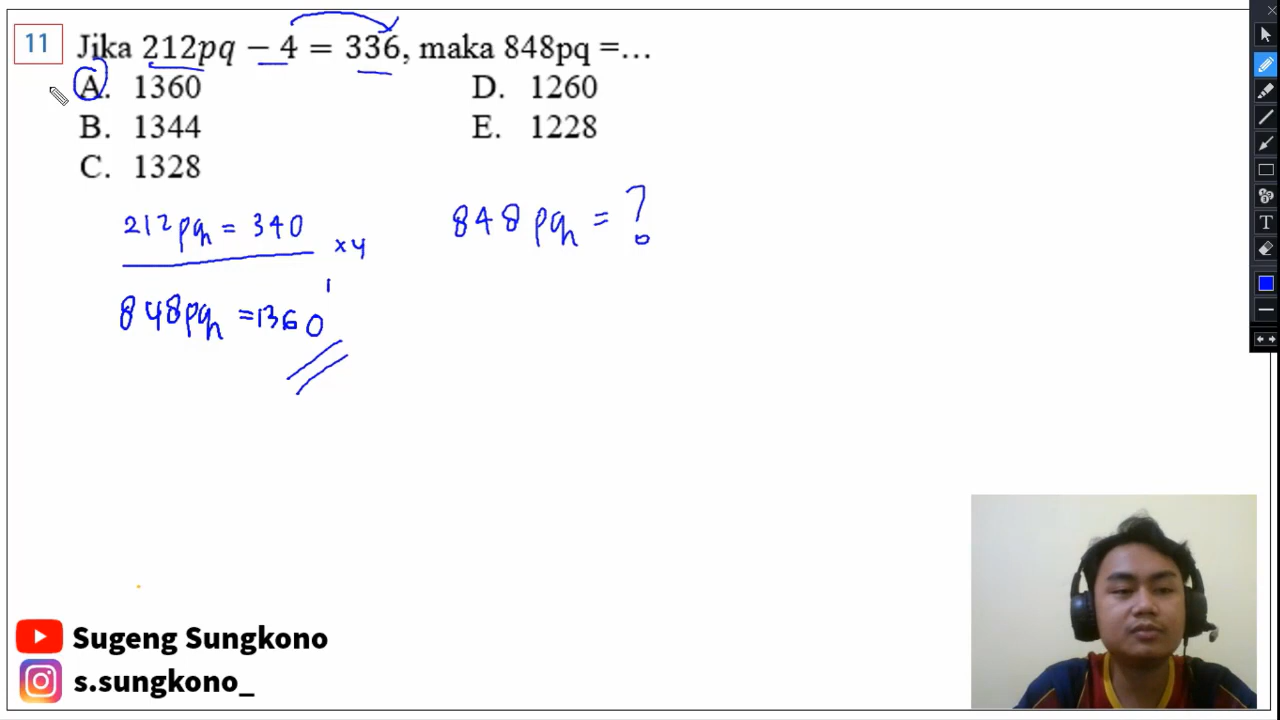 11 Jika 212pq − 4 = 336, maka 848pq =...
A. 1360
D. 1260
B. 1344
E. 1228
C. 1328
212pq = 340
848pq = ?
x4
848pq = 1360
Sugeng Sungkono
s.sungkono_
T